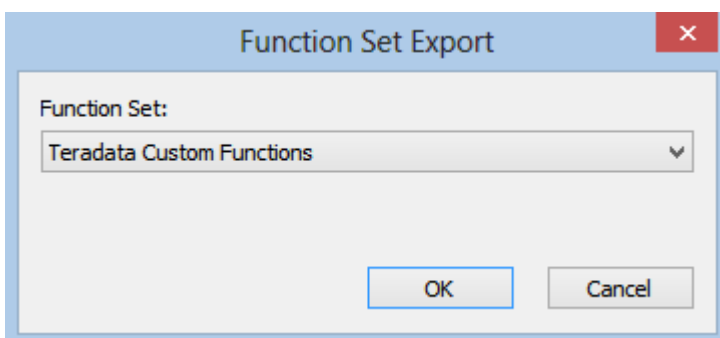 Function Set Export
Function Set:
Teradata Custom Functions
OK Cancel